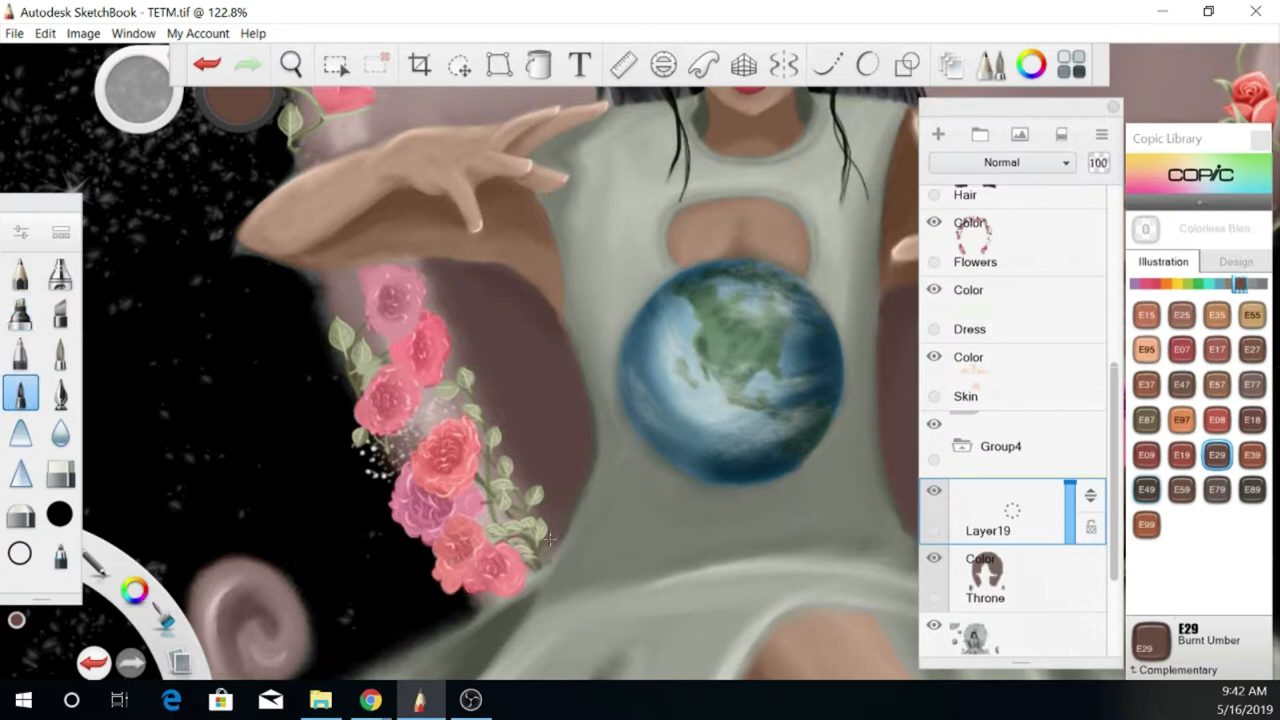 Autodesk SketchBook - TETM.tif @ 122.8%
File Edit Image Window My Account Help
T
Copic Library
COPIC
Normal 100
0 Colorless Blen...
Hair
Color
Flowers
Illustration Design
Color
Dress
Color
Skin
Group4
Layer19
Color
Throne
E15 E25 E35 E55
E95 E07 E17 E27
E37 E47 E57 E77
E87 E97 E08 E18
E09 E19 E29 E39
E49 E59 E79 E89
E99
E29
E29
Burnt Umber
Complementary
9:42 AM
5/16/2019